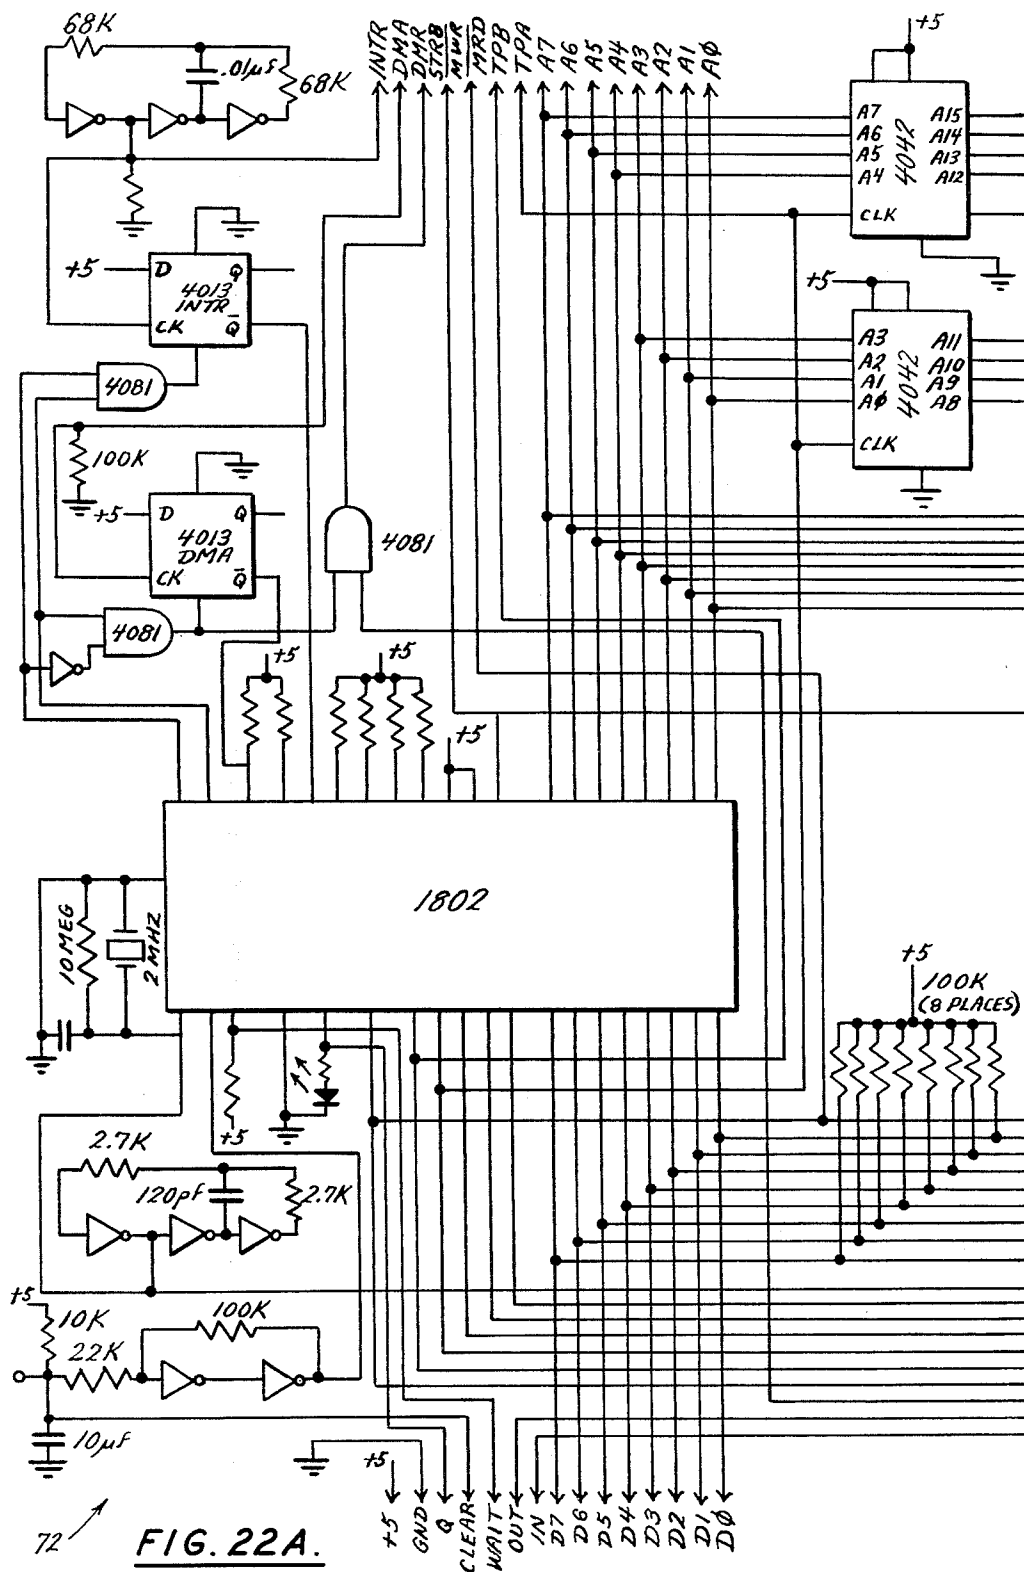 68K
.01µf
68K
INTR
DMA
DMR
STRB
MWR
MRD
TPB
TPA
A7
A6
A5
A4
A3
A2
A1
AØ
+5
A7 A15
A6 A14
A5 A13
A4 A12
4042
CLK
+5
A3 A11
A2 A10
A1 A9
AØ A8
4042
CLK
+5
D Q
4013
INTR
CK Q̅
4081
100K
+5
D Q
4013
DMA
CK Q̅
4081
4081
+5
+5
+5
1802
10 MEG
2 MHZ
+5
100K
(8 PLACES)
+5
2.7K
120pf
2.7K
+5
10K
22K
100K
10µf
+5
+5
GND
Q
CLEAR
WAIT
OUT
IN
D7
D6
D5
D4
D3
D2
D1
DØ
72
FIG. 22A.